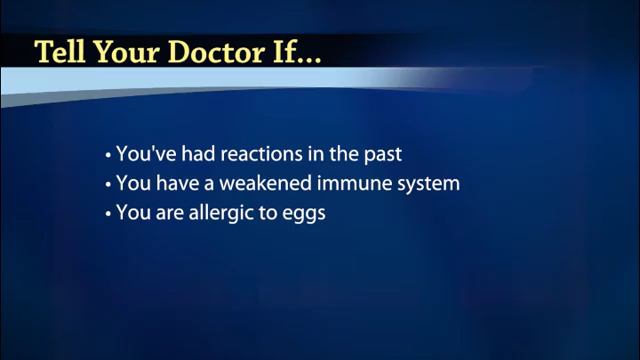 Tell Your Doctor If...
• You've had reactions in the past
• You have a weakened immune system
• You are allergic to eggs